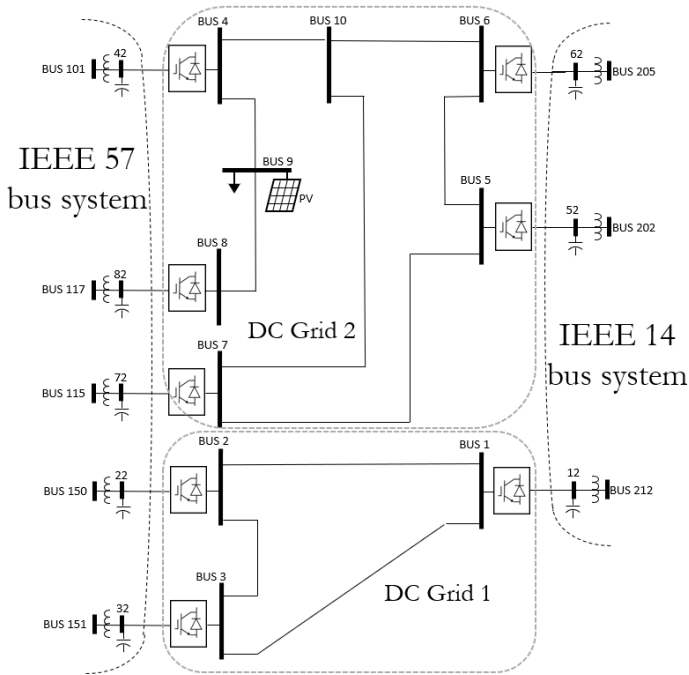 BUS 4
BUS 10
BUS 6
42
62
BUS 101
BUS 205
IEEE 57
bus system
BUS 9
PV
BUS 5
52
BUS 202
BUS 8
82
BUS 117
DC Grid 2
IEEE 14
bus system
BUS 7
72
BUS 115
BUS 2
BUS 1
22
12
BUS 150
BUS 212
BUS 3
DC Grid 1
32
BUS 151